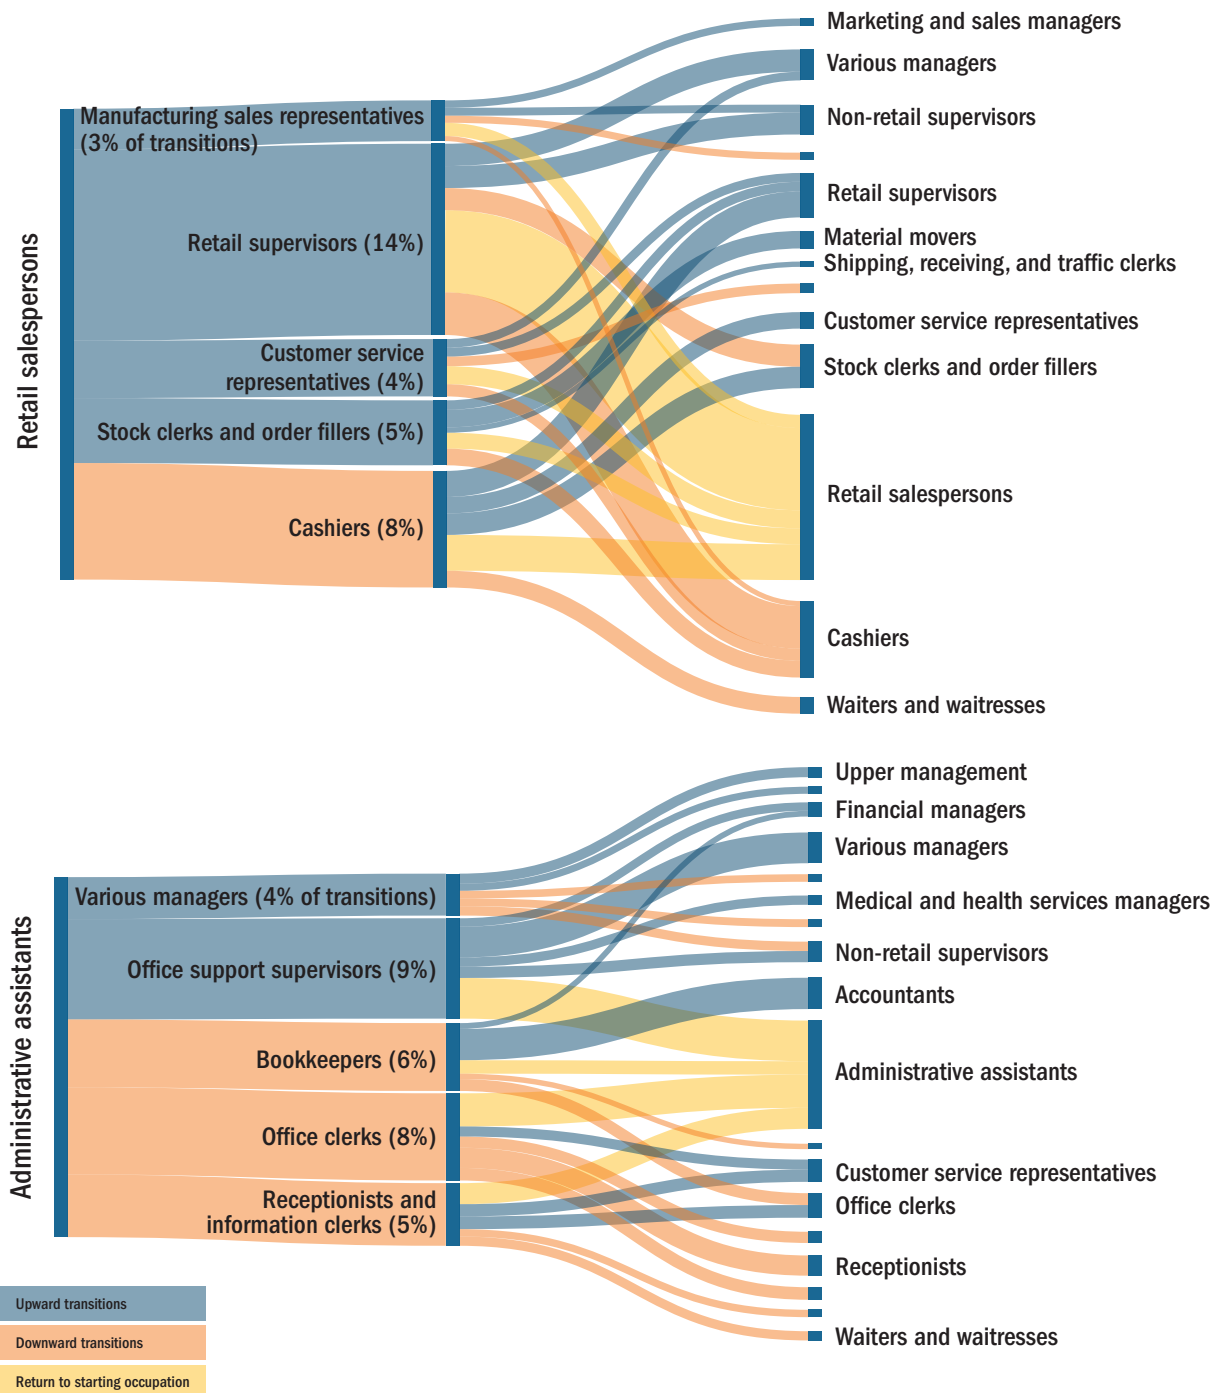 Retail salespersons
Manufacturing sales representatives
(3% of transitions)
Retail supervisors (14%)
Customer service
representatives (4%)
Stock clerks and order fillers (5%)
Cashiers (8%)
Marketing and sales managers
Various managers
Non-retail supervisors
Retail supervisors
Material movers
Shipping, receiving, and traffic clerks
Customer service representatives
Stock clerks and order fillers
Retail salespersons
Cashiers
Waiters and waitresses
Administrative assistants
Various managers (4% of transitions)
Office support supervisors (9%)
Bookkeepers (6%)
Office clerks (8%)
Receptionists and
information clerks (5%)
Upper management
Financial managers
Various managers
Medical and health services managers
Non-retail supervisors
Accountants
Administrative assistants
Customer service representatives
Office clerks
Receptionists
Waiters and waitresses
Upward transitions
Downward transitions
Return to starting occupation